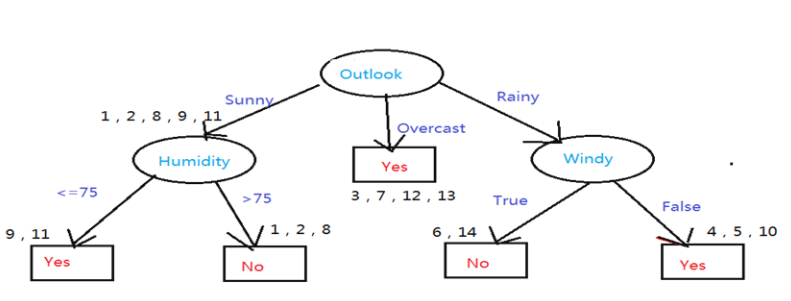 Outlook
Sunny
Rainy
1 , 2 , 8 , 9 , 11
Overcast
Humidity
Yes
Windy
<=75
>75
3 , 7 , 12 , 13
True
False
9 , 11
1 , 2 , 8
6 , 14
4 , 5 , 10
Yes
No
No
Yes